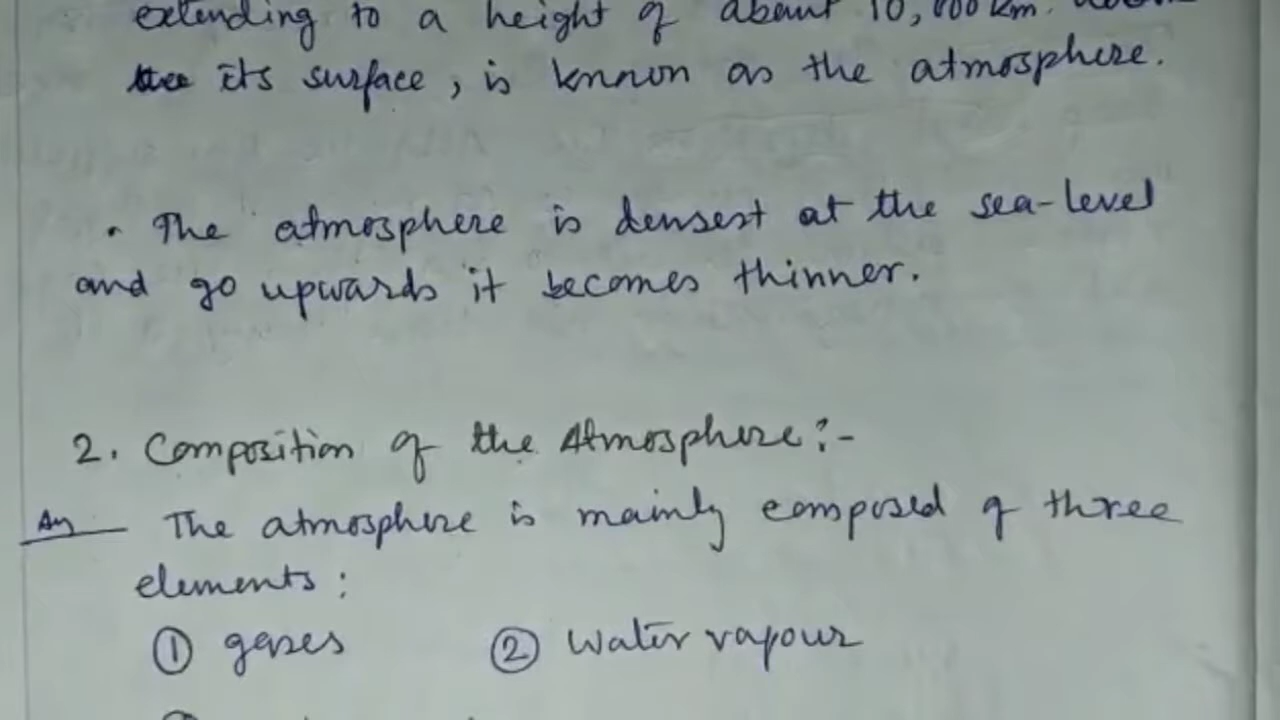 extending to a height of about 10,000 km. above
its surface, is known as the atmosphere.
. The atmosphere is densest at the sea-level
and go upwards it becomes thinner.
2. Composition of the Atmosphere:-
Ans The atmosphere is mainly composed of three
elements:
① gases ② Water vapour